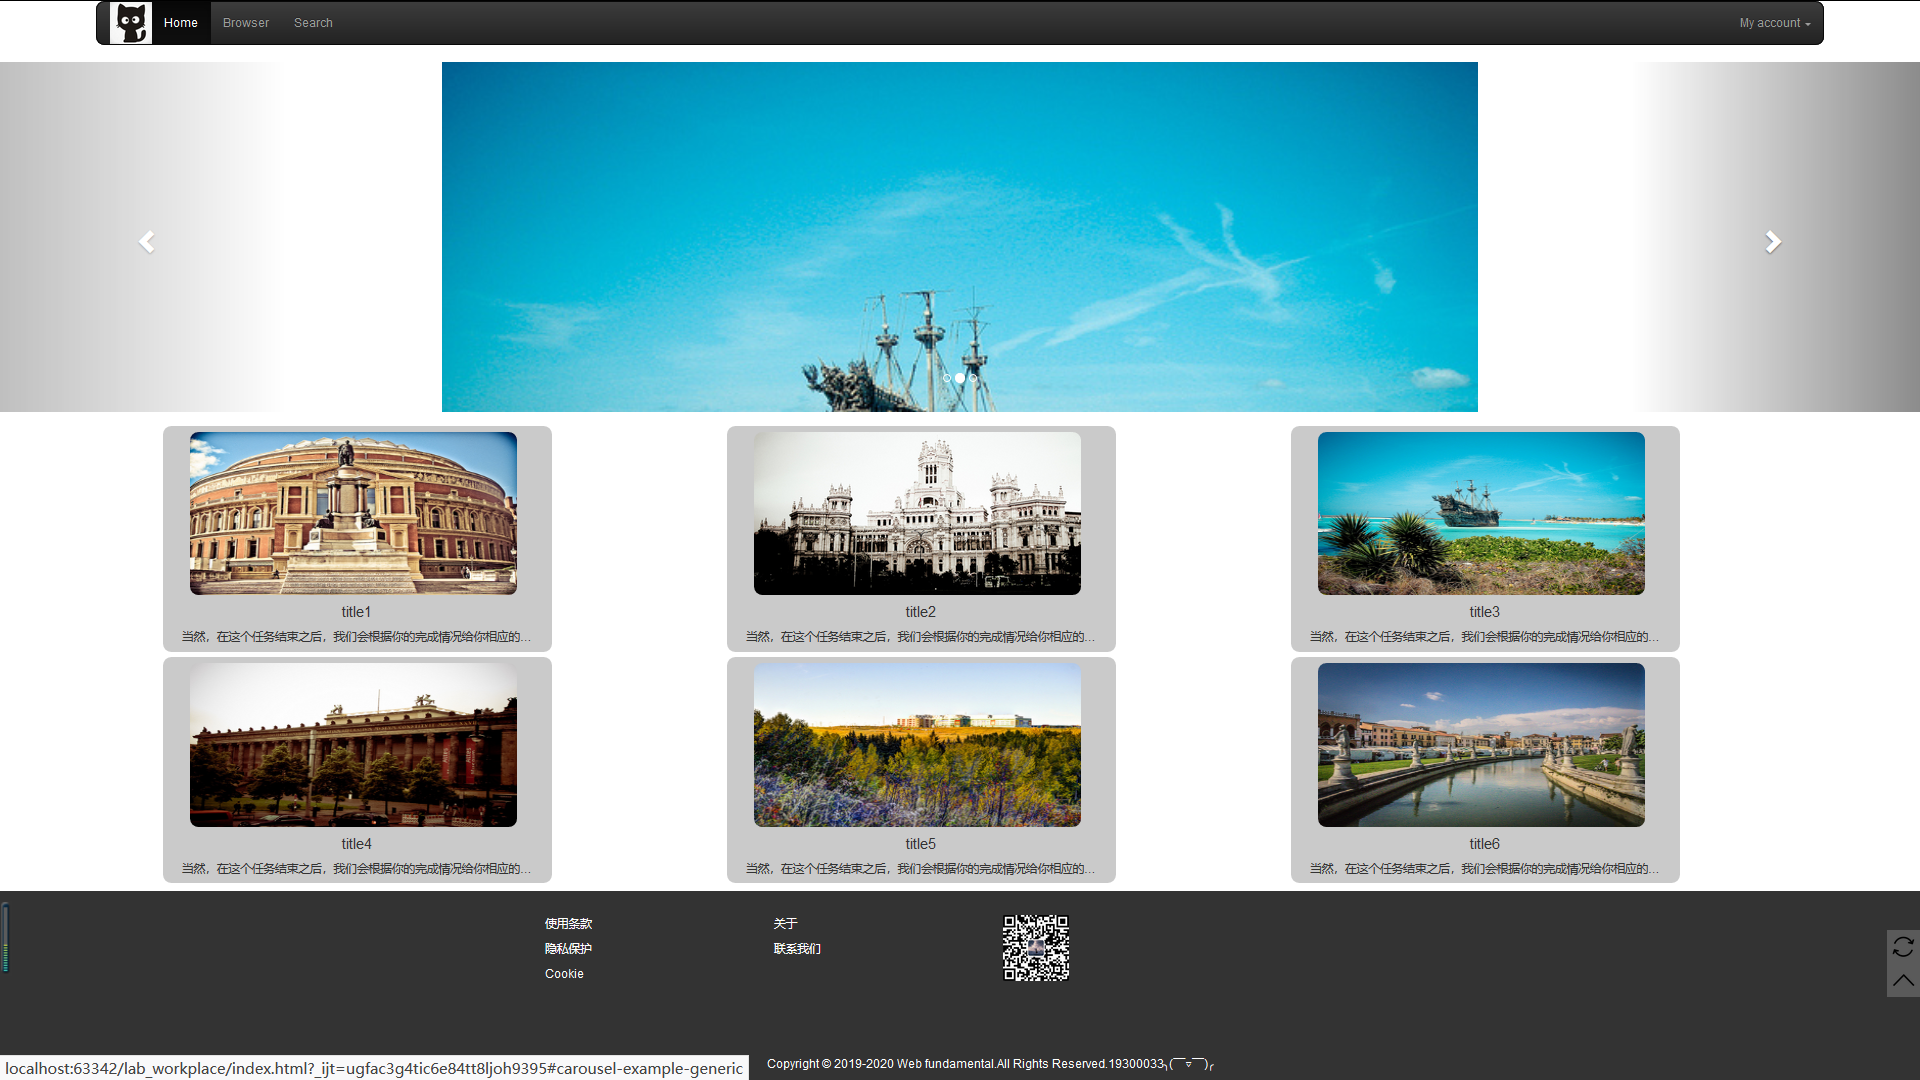 Home Browser Search My account
title1 title2 title3
当然，在这个任务结束之后，我们会根据你的完成情况给你相应的... 当然，在这个任务结束之后，我们会根据你的完成情况给你相应的... 当然，在这个任务结束之后，我们会根据你的完成情况给你相应的...
title4 title5 title6
当然，在这个任务结束之后，我们会根据你的完成情况给你相应的... 当然，在这个任务结束之后，我们会根据你的完成情况给你相应的... 当然，在这个任务结束之后，我们会根据你的完成情况给你相应的...
使用条款 关于
隐私保护 联系我们
Cookie
Copyright © 2019-2020 Web fundamental.All Rights Reserved.19300033╮(￣▽￣)╭
localhost:63342/lab_workplace/index.html?_ijt=ugfac3g4tic6e84tt8ljoh9395#carousel-example-generic